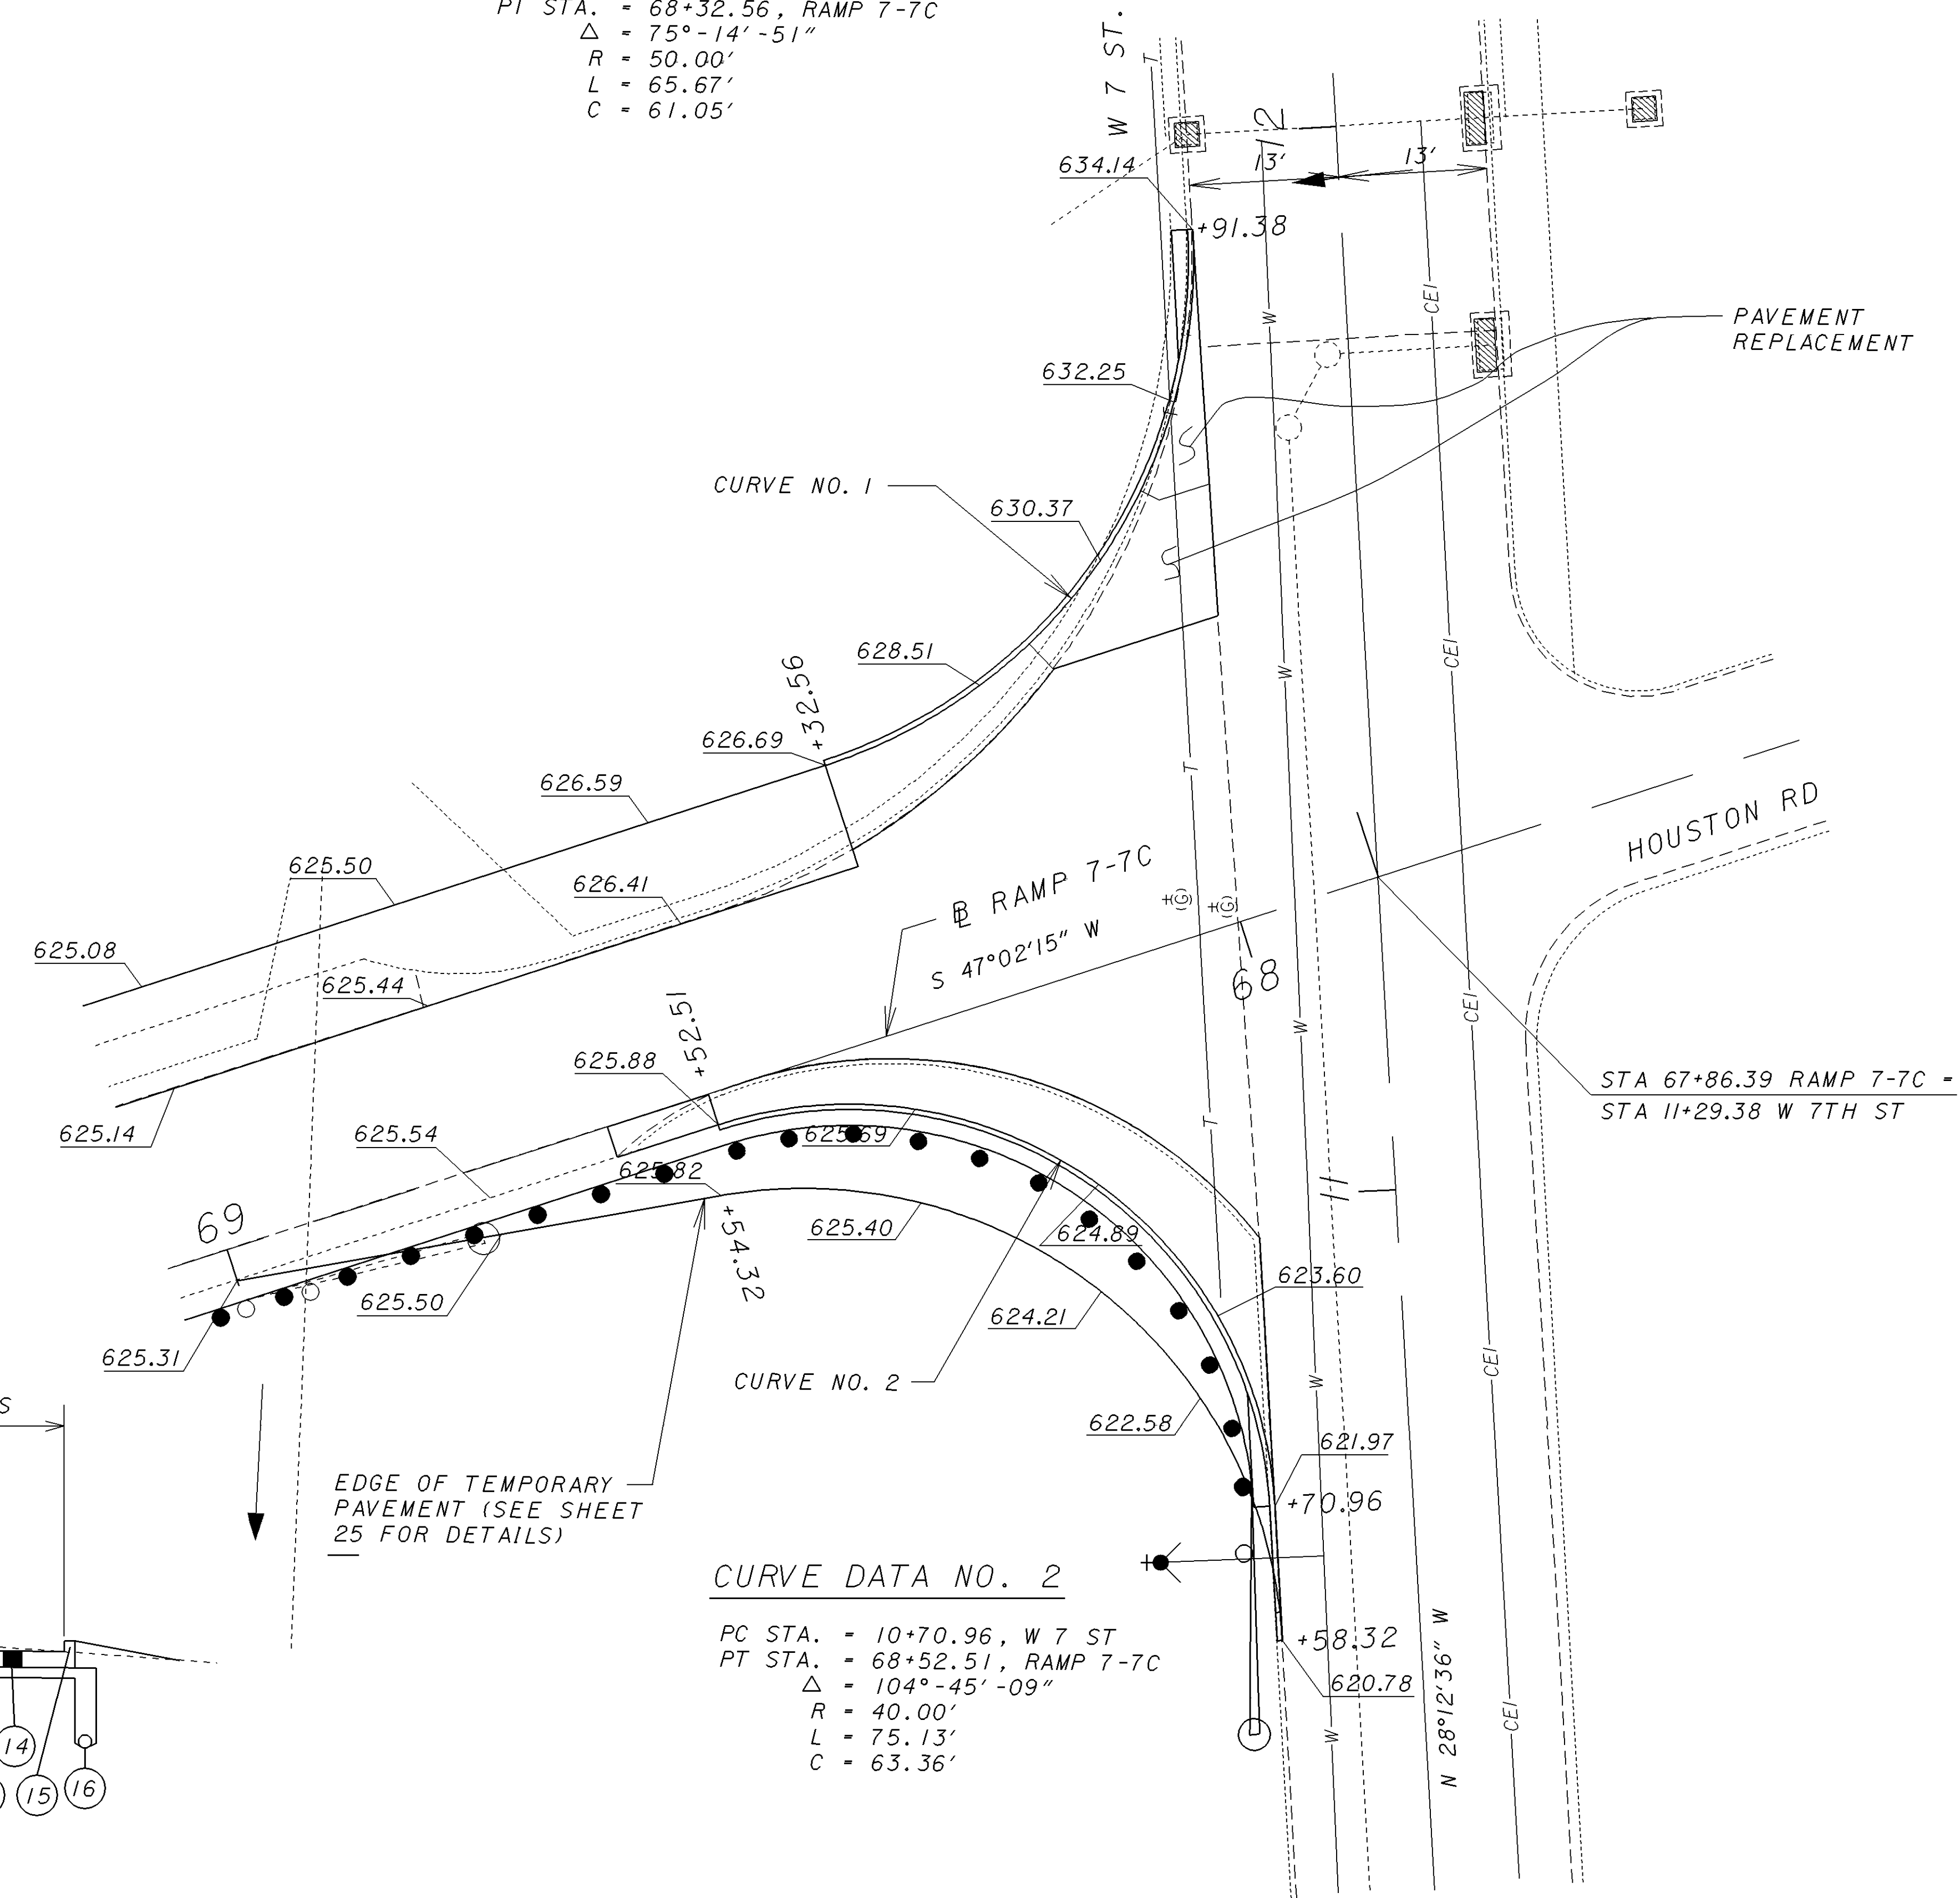 PT STA. = 68+32.56, RAMP 7-7C
△ = 75°-14'-51"
R = 50.00'
L = 65.67'
C = 61.05'
W 7 ST.
T
12
13'
13'
634.14
+91.38
CEI
W
PAVEMENT
REPLACEMENT
632.25
CURVE NO. 1
630.37
628.51
+32.56
626.69
626.59
625.50
626.41
625.08
625.44
625.14
W
CEI
T
HOUSTON RD
℄ RAMP 7-7C
S 47°02'15" W
(G)
(G)
68
W
CEI
T
STA 67+86.39 RAMP 7-7C =
STA 11+29.38 W 7TH ST
+52.51
625.88
625.54
625.69
625.82
69
+54.32
625.40
624.89
11
623.60
625.50
624.21
625.31
CURVE NO. 2
W
CEI
S
622.58
621.97
+70.96
EDGE OF TEMPORARY
PAVEMENT (SEE SHEET
25 FOR DETAILS)
CURVE DATA NO. 2
PC STA. = 10+70.96, W 7 ST
PT STA. = 68+52.51, RAMP 7-7C
△ = 104°-45'-09"
R = 40.00'
L = 75.13'
C = 63.36'
+58.32
620.78
N 28°12'36" W
W
CEI
14
15
16